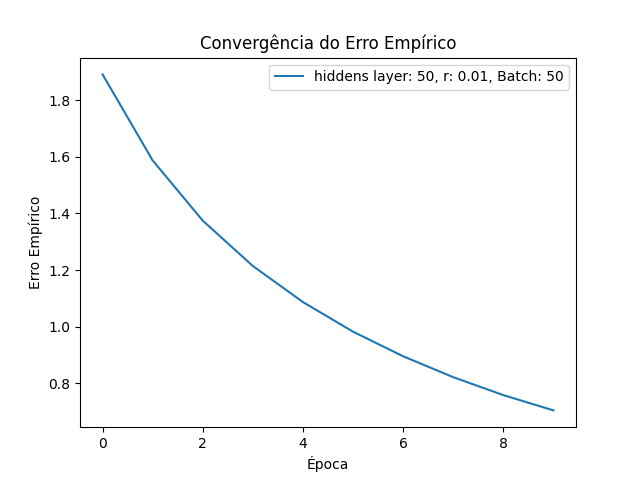 Convergência do Erro Empírico
hiddens layer: 50, r: 0.01, Batch: 50
Erro Empírico
1.8
1.6
1.4
1.2
1.0
0.8
0 2 4 6 8
Época